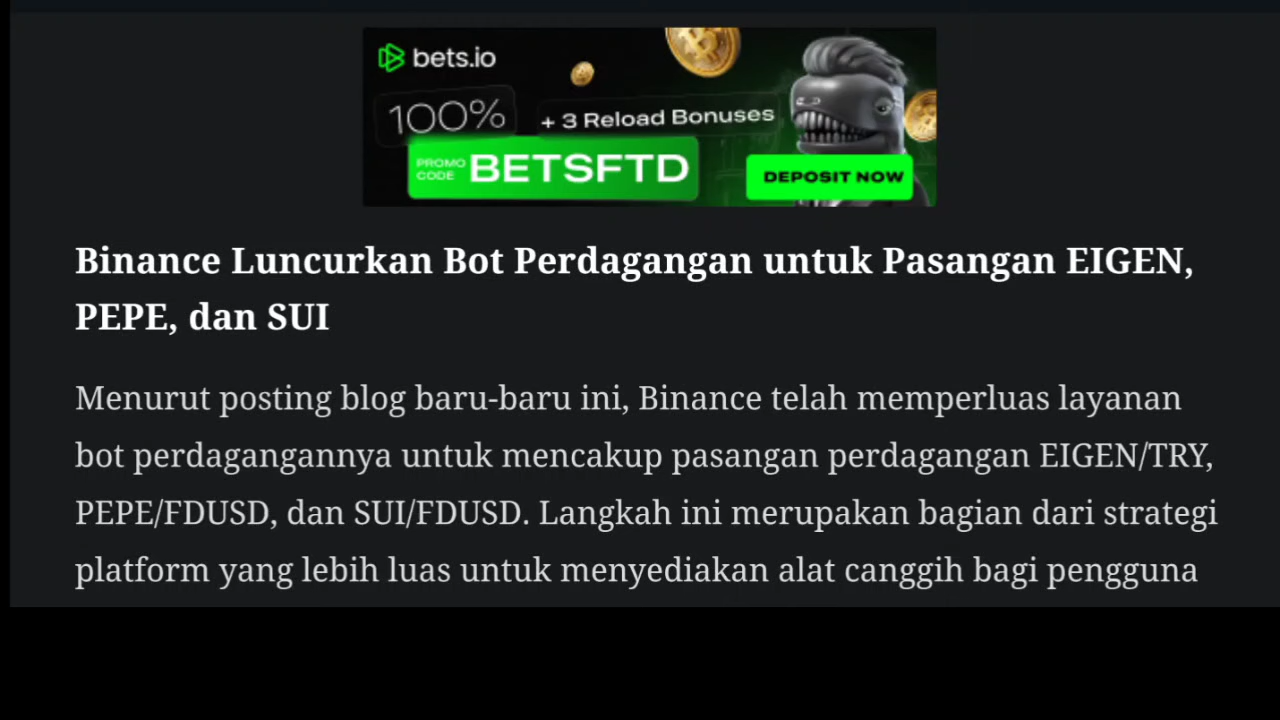 bets.io
100% + 3 Reload Bonuses
PROMO CODE BETSFTD
DEPOSIT NOW
Binance Luncurkan Bot Perdagangan untuk Pasangan EIGEN,
PEPE, dan SUI
Menurut posting blog baru-baru ini, Binance telah memperluas layanan
bot perdagangannya untuk mencakup pasangan perdagangan EIGEN/TRY,
PEPE/FDUSD, dan SUI/FDUSD. Langkah ini merupakan bagian dari strategi
platform yang lebih luas untuk menyediakan alat canggih bagi pengguna